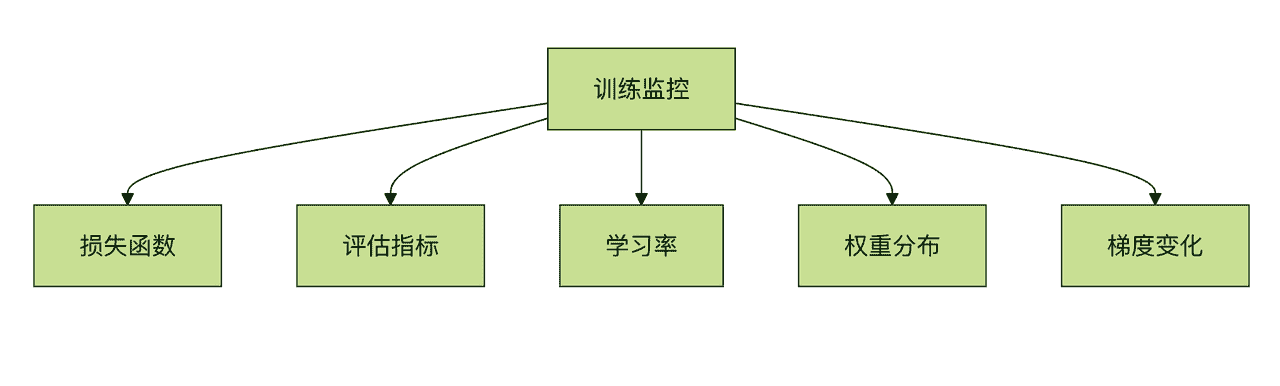 训练监控
损失函数
评估指标
学习率
权重分布
梯度变化